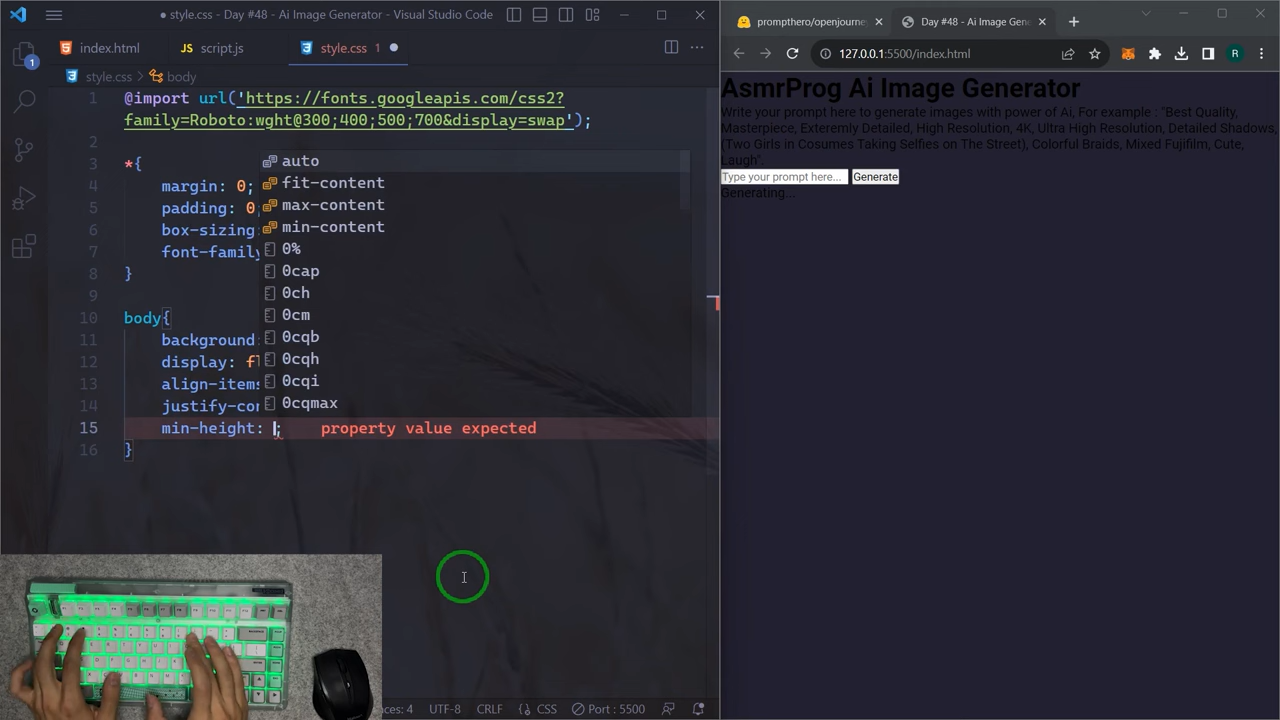 style.css - Day #48 - Ai Image Generator - Visual Studio Code
index.html
script.js
style.css 1
style.css > body
1 @import url('https://fonts.googleapis.com/css2?
family=Roboto:wght@300;400;500;700&display=swap');
2
3 *{
4 margin: 0;
5 padding: 0;
6 box-sizing:
7 font-family
8 }
9
10 body{
11 background:
12 display: fl
13 align-items
14 justify-con
15 min-height: ; property value expected
16 }
auto
fit-content
max-content
min-content
0%
0cap
0ch
0cm
0cqb
0cqh
0cqi
0cqmax
1
aces: 4 UTF-8 CRLF {} CSS Port : 5500
prompthero/openjourney
Day #48 - Ai Image Gene
127.0.0.1:5500/index.html
R
AsmrProg Ai Image Generator
Write your prompt here to generate images with power of Ai, For example : "Best Quality,
Masterpiece, Exteremly Detailed, High Resolution, 4K, Ultra High Resolution, Detailed Shadows,
(Two Girls in Cosumes Taking Selfies on The Street), Colorful Braids, Mixed Fujifilm, Cute,
Laugh".
Type your prompt here... Generate
Generating...